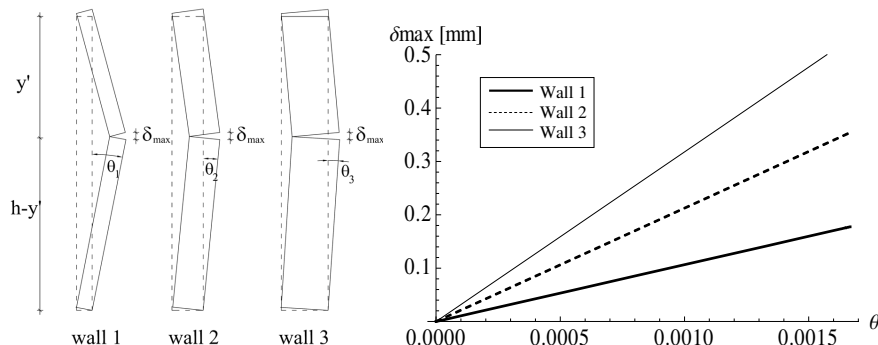 y'
h-y'
δmax
θ1
δmax
θ2
δmax
θ3
wall 1
wall 2
wall 3
δmax [mm]
0.5
0.4
0.3
0.2
0.1
Wall 1
Wall 2
Wall 3
0.0000
0.0005
0.0010
0.0015
θ